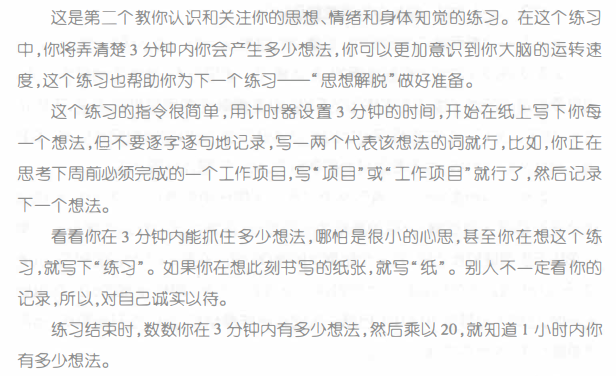 这是第二个教你认识和关注你的思想、情绪和身体知觉的练习。在这个练习
中,你将弄清楚3分钟内你会产生多少想法,你可以更加意识到你大脑的运转速
度,这个练习也帮助你为下一个练习——“思想解脱”做好准备。
这个练习的指令很简单,用计时器设置3分钟的时间,开始在纸上写下你每
一个想法,但不要逐字逐句地记录,写一两个代表该想法的词就行,比如,你正在
思考下周前必须完成的一个工作项目,写“项目”或“工作项目”就行了,然后记录
下一个想法。
看看你在3分钟内能抓住多少想法,哪怕是很小的心思,甚至你在想这个练
习,就写下“练习”。如果你在想此刻书写的纸张,就写“纸”。别人不一定看你的
记录,所以,对自己诚实以待。
练习结束时,数数你在3分钟内有多少想法,然后乘以20,就知道1小时内你
有多少想法。